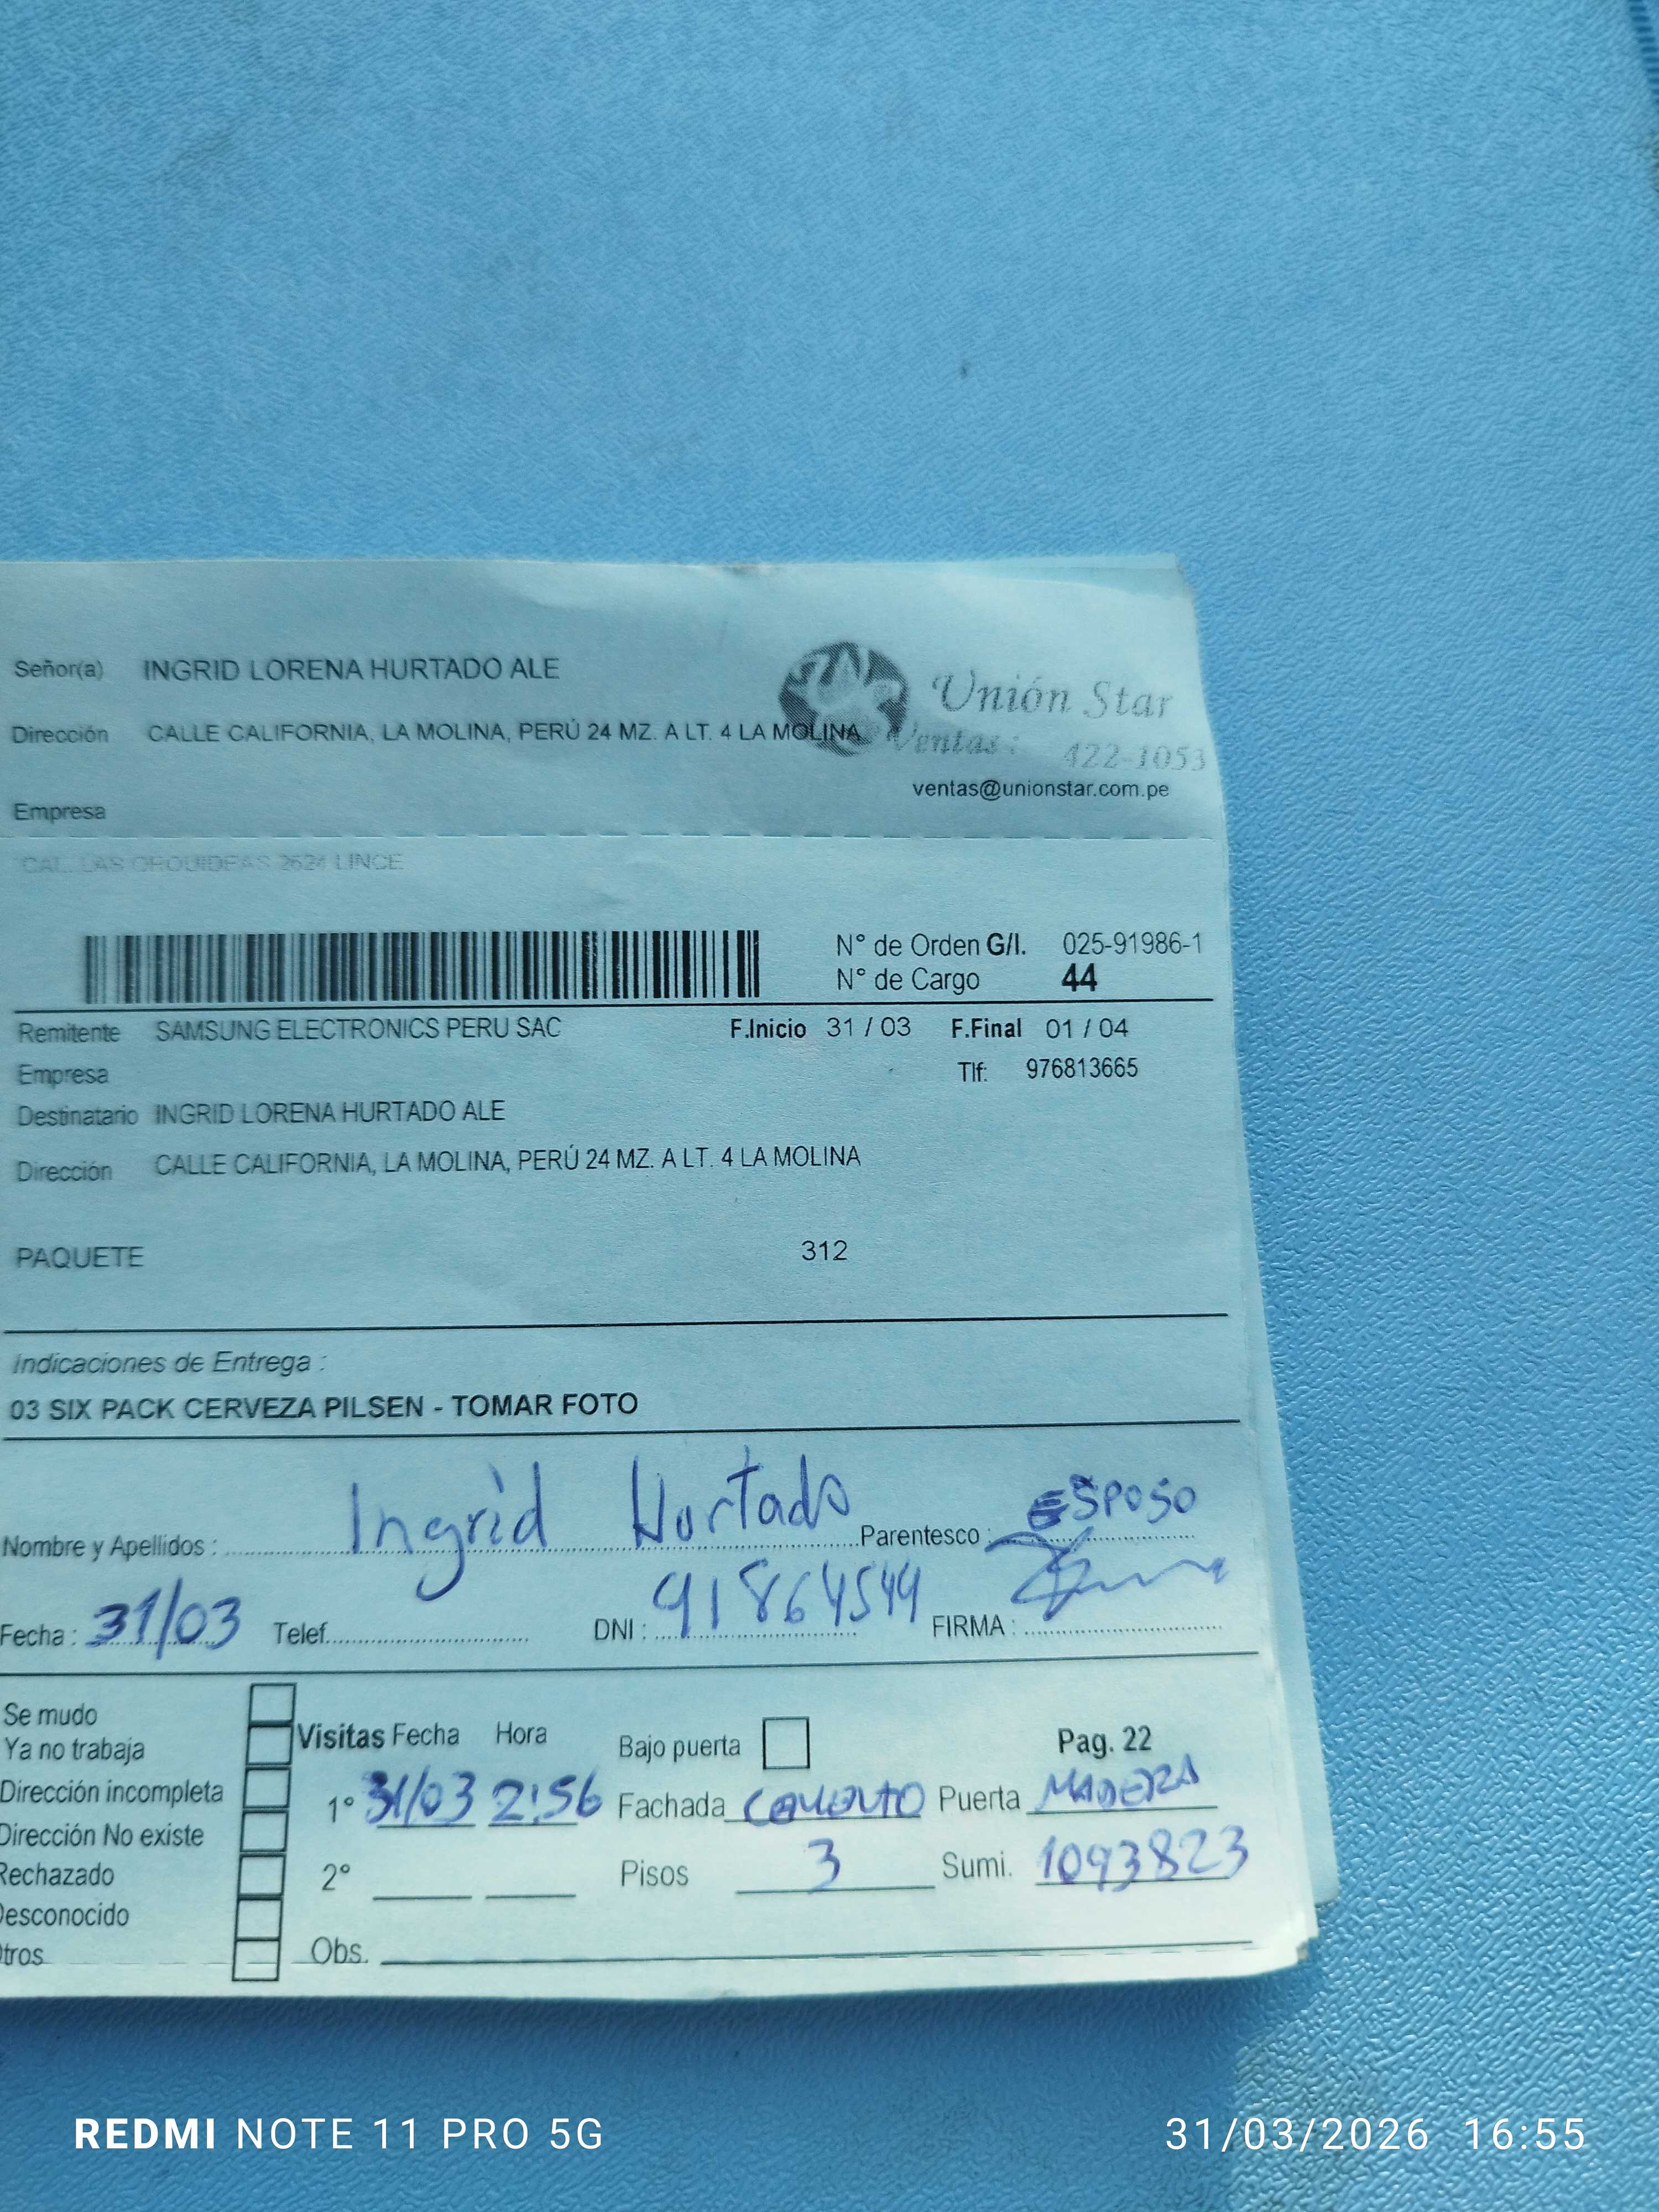 Señor(a) INGRID LORENA HURTADO ALE
Unión Star
Dirección CALLE CALIFORNIA, LA MOLINA, PERÚ 24 MZ. A LT. 4 LA MOLINA
Ventas: 422-1053
ventas@unionstar.com.pe
Empresa
CAL. LAS ORQUIDEAS 2624 LINCE
N° de Orden G/I. 025-91986-1
N° de Cargo 44
Remitente SAMSUNG ELECTRONICS PERU SAC F.Inicio 31 / 03 F.Final 01 / 04
Empresa Tlf: 976813665
Destinatario INGRID LORENA HURTADO ALE
Dirección CALLE CALIFORNIA, LA MOLINA, PERÚ 24 MZ. A LT. 4 LA MOLINA
PAQUETE 312
Indicaciones de Entrega :
03 SIX PACK CERVEZA PILSEN - TOMAR FOTO
Nombre y Apellidos : Ingrid Hurtado Parentesco : ESPOSO
Fecha : 31/03 Telef. DNI : 91864544 FIRMA :
Se mudo
Ya no trabaja
Visitas Fecha Hora Bajo puerta Pag. 22
Dirección incompleta
1° 31/03 2:56 Fachada CEMENTO Puerta MADERA
Dirección No existe
Rechazado
2° Pisos 3 Sumi. 1093823
Desconocido
Otros Obs.
REDMI NOTE 11 PRO 5G 31/03/2026 16:55